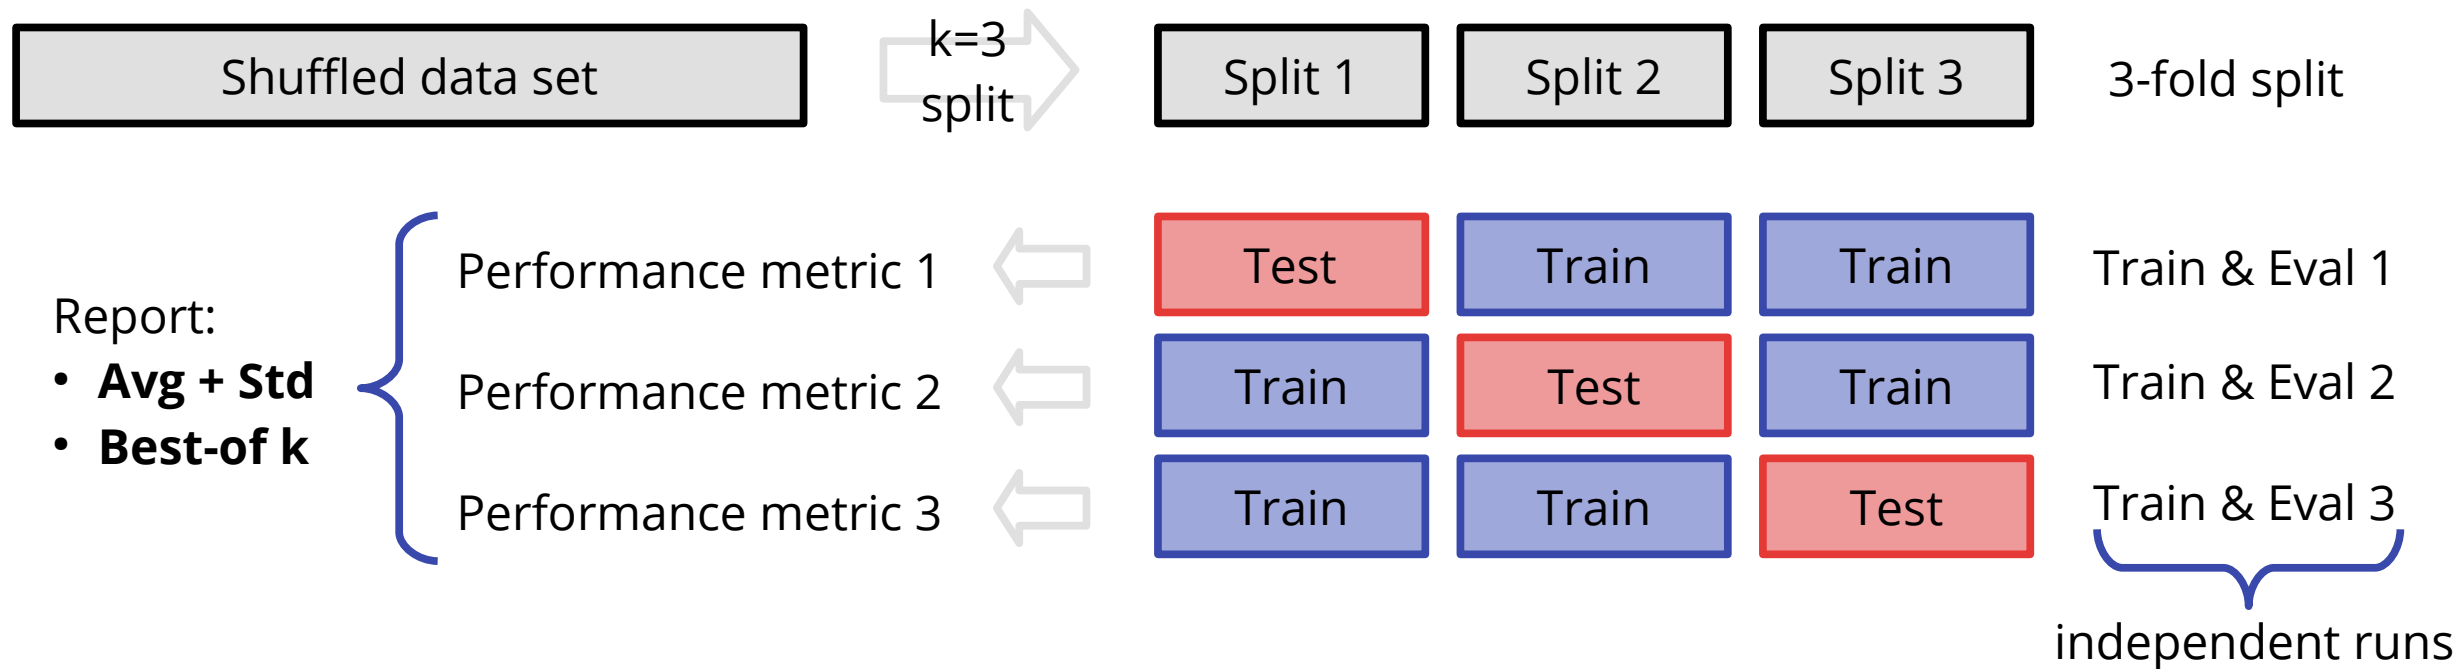 Shuffled data set
k=3
split
Split 1
Split 2
Split 3
3-fold split
Report:
• Avg + Std
• Best-of k
Performance metric 1
Test
Train
Train
Train & Eval 1
Performance metric 2
Train
Test
Train
Train & Eval 2
Performance metric 3
Train
Train
Test
Train & Eval 3
independent runs